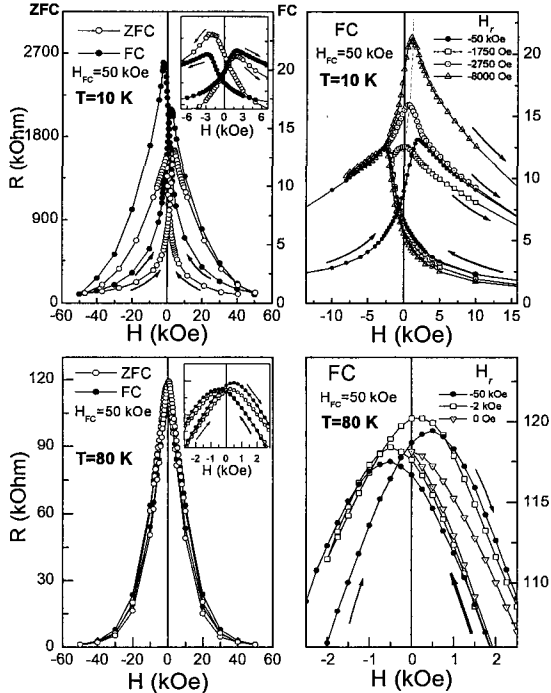 ZFC FC
2700
1800
900
0
R (kOhm)
ZFC
FC
H_FC=50 kOe
T=10 K
-6 -3 0 3 6
H (kOe)
20
15
10
5
0
-60 -40 -20 0 20 40 60
H (kOe)
FC
H_FC=50 kOe
T=10 K
H_r
-50 kOe
-1750 Oe
-2750 Oe
-8000 Oe
20
15
10
5
0
-10 -5 0 5 10 15
H (kOe)
120
90
60
30
0
R (kOhm)
ZFC
FC
H_FC=50 kOe
T=80 K
-2 -1 0 1 2
H (kOe)
-60 -40 -20 0 20 40 60
H (kOe)
FC
H_FC=50 kOe
T=80 K
H_r
-50 kOe
-2 kOe
0 Oe
120
115
110
-2 -1 0 1 2
H (kOe)